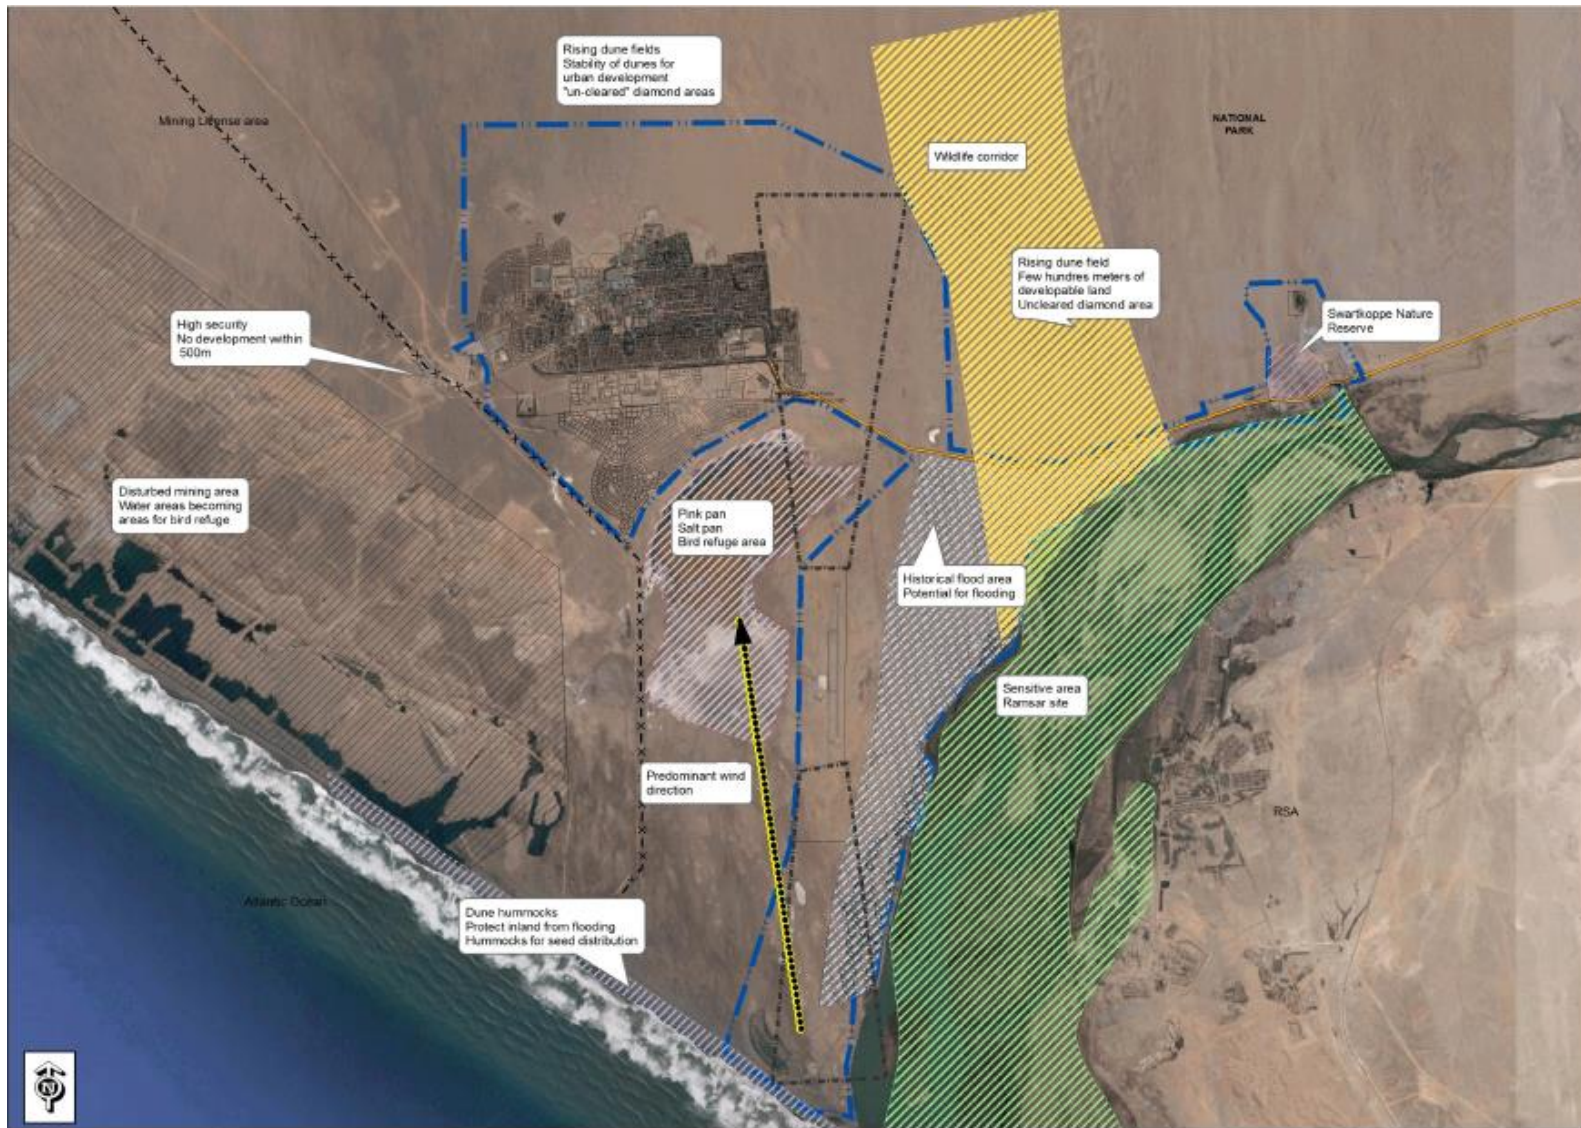 Rising dune fields
Stability of dunes for
urban development
"un-cleared" diamond areas
Mining License area
NATIONAL
PARK
Wildlife corridor
Rising dune field
Few hundres meters of
developable land
Uncleared diamond area
Swartkoppe Nature
Reserve
High security
No development within
500m
Disturbed mining area
Water areas becoming
areas for bird refuge
Pink pan
Salt pan
Bird refuge area
Historical flood area
Potential for flooding
Sensitive area
Ramsar site
Predominant wind
direction
RSA
Atlantic Ocean
Dune hummocks
Protect inland from flooding
Hummocks for seed distribution
N